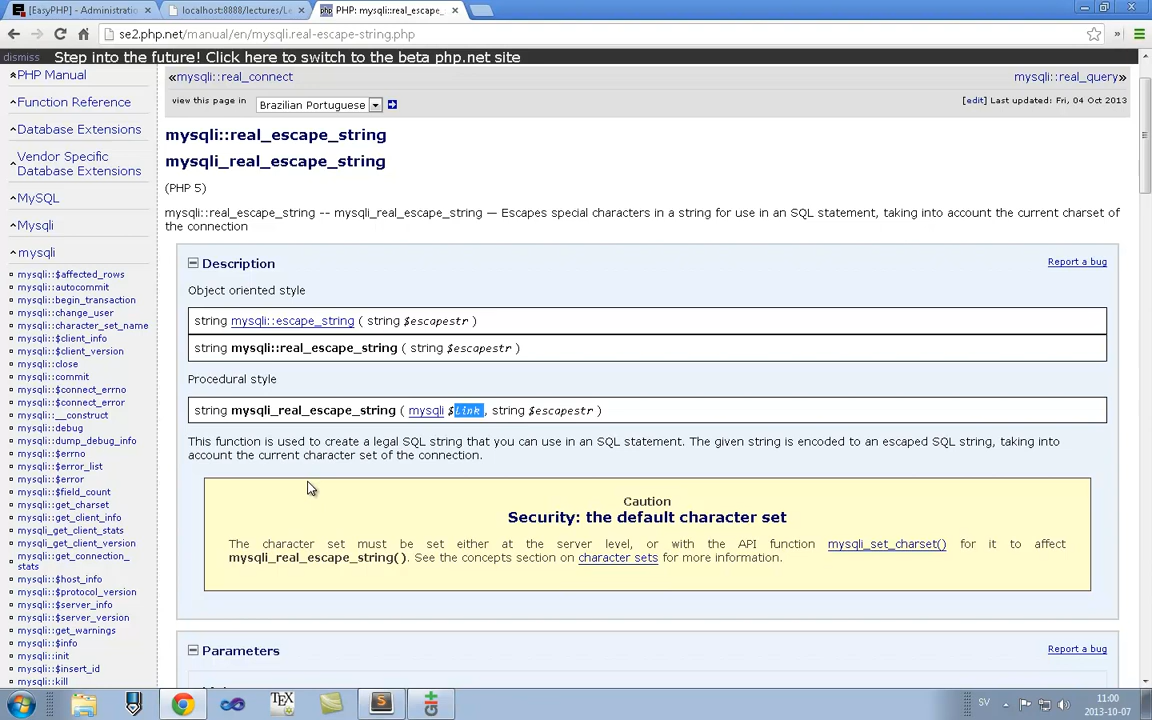 [EasyPHP] - Administratio
localhost:8888/lectures/Le
PHP: mysqli::real_escape_
se2.php.net/manual/en/mysqli.real-escape-string.php
dismiss Step into the future! Click here to switch to the beta php.net site
PHP Manual
Function Reference
Database Extensions
Vendor Specific
Database Extensions
MySQL
Mysqli
mysqli
mysqli::$affected_rows
mysqli::autocommit
mysqli::begin_transaction
mysqli::change_user
mysqli::character_set_name
mysqli::$client_info
mysqli::$client_version
mysqli::close
mysqli::commit
mysqli::$connect_errno
mysqli::$connect_error
mysqli::__construct
mysqli::debug
mysqli::dump_debug_info
mysqli::$errno
mysqli::$error_list
mysqli::$error
mysqli::$field_count
mysqli::get_charset
mysqli::get_client_info
mysqli_get_client_stats
mysqli_get_client_version
mysqli::get_connection_
stats
mysqli::$host_info
mysqli::$protocol_version
mysqli::$server_info
mysqli::$server_version
mysqli::get_warnings
mysqli::$info
mysqli::init
mysqli::$insert_id
mysqli::kill
«mysqli::real_connect
mysqli::real_query»
view this page in Brazilian Portuguese
[edit] Last updated: Fri, 04 Oct 2013
mysqli::real_escape_string
mysqli_real_escape_string
(PHP 5)
mysqli::real_escape_string -- mysqli_real_escape_string — Escapes special characters in a string for use in an SQL statement, taking into account the current charset of
the connection
Description
Report a bug
Object oriented style
string mysqli::escape_string ( string $escapestr )
string mysqli::real_escape_string ( string $escapestr )
Procedural style
string mysqli_real_escape_string ( mysqli $link , string $escapestr )
This function is used to create a legal SQL string that you can use in an SQL statement. The given string is encoded to an escaped SQL string, taking into
account the current character set of the connection.
Caution
Security: the default character set
The character set must be set either at the server level, or with the API function mysqli_set_charset() for it to affect
mysqli_real_escape_string(). See the concepts section on character sets for more information.
Parameters
Report a bug
SV
11:00
2013-10-07